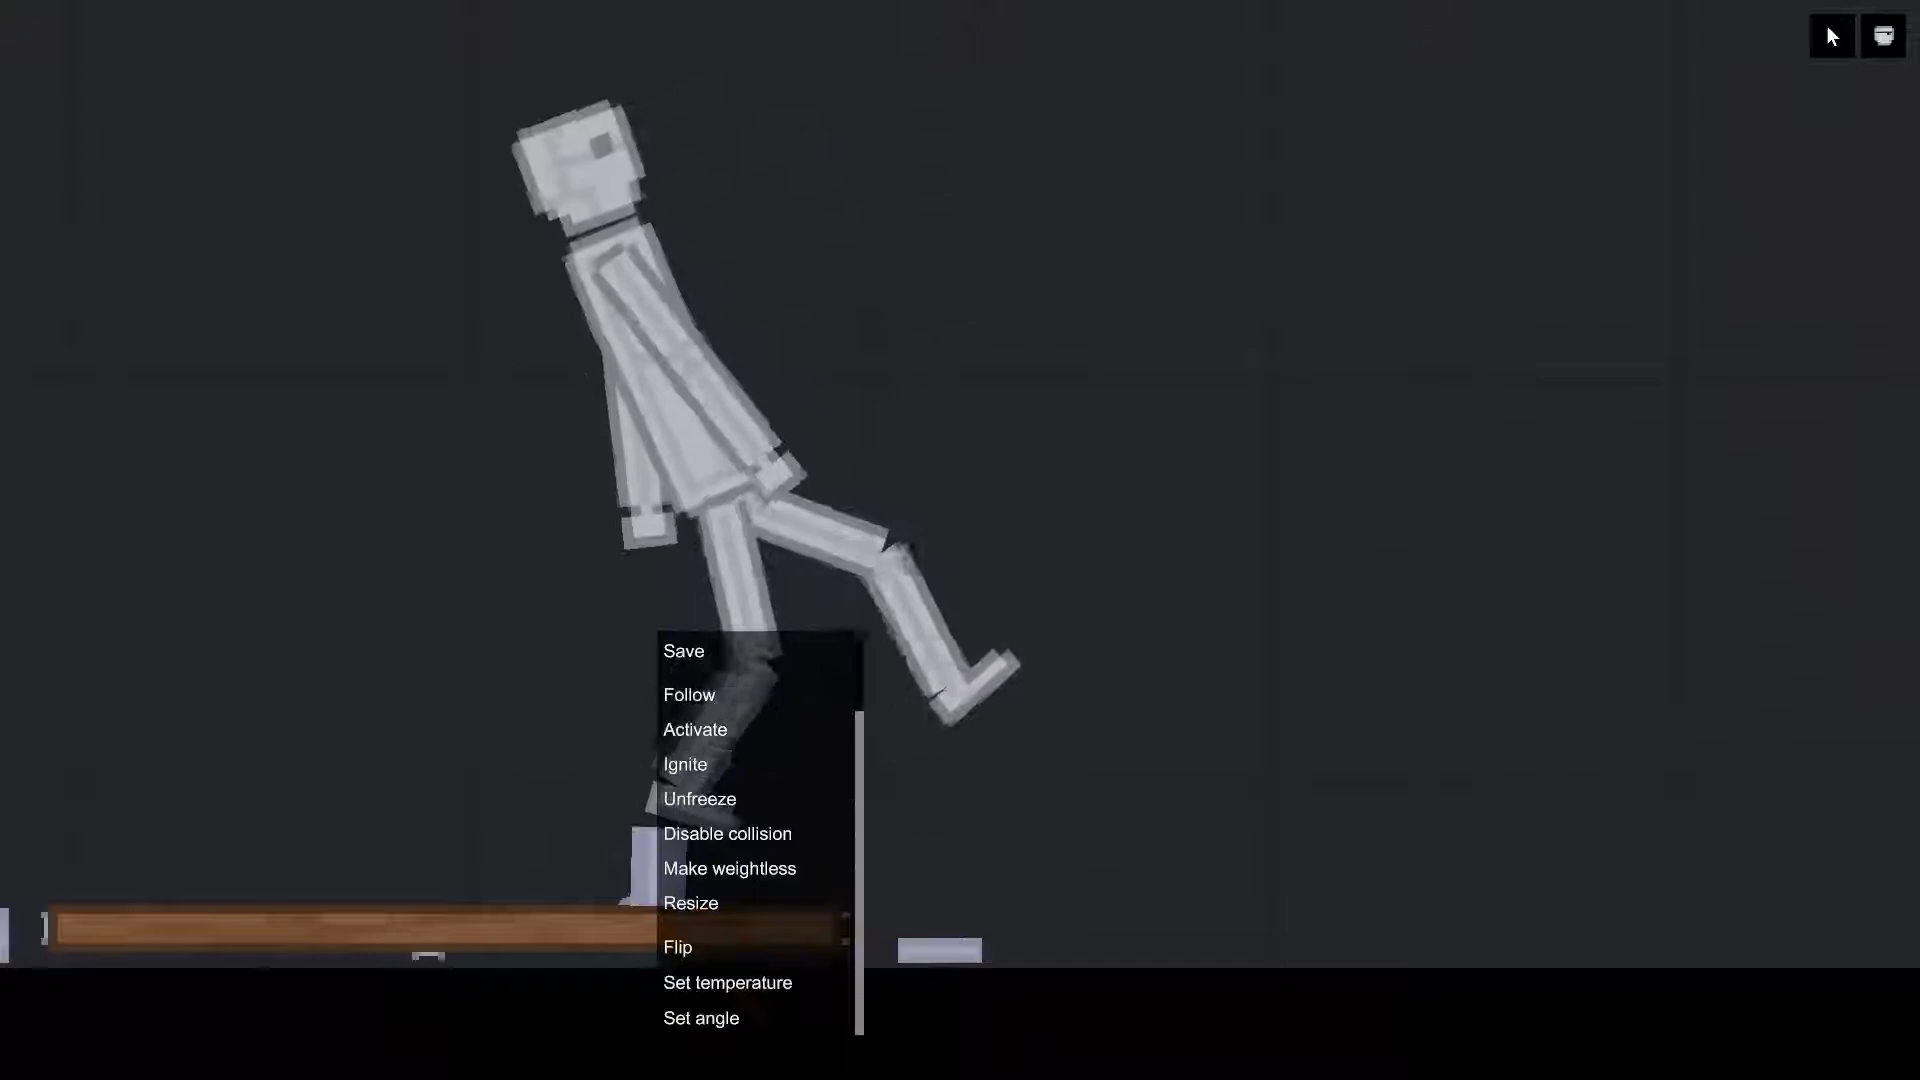 Save
Follow
Activate
Ignite
Unfreeze
Disable collision
Make weightless
Resize
Flip
Set temperature
Set angle